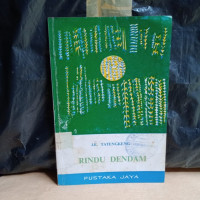 J.E. TATENGKENG
RINDU DENDAM
PUSTAKA JAYA